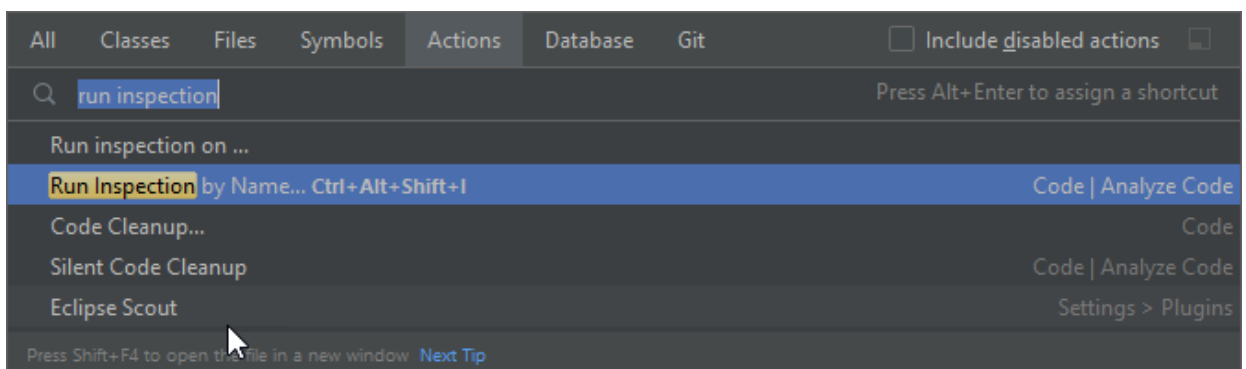 All Classes Files Symbols Actions Database Git Include disabled actions
run inspection Press Alt+Enter to assign a shortcut
Run inspection on ...
Run Inspection by Name... Ctrl+Alt+Shift+I Code | Analyze Code
Code Cleanup... Code
Silent Code Cleanup Code | Analyze Code
Eclipse Scout Settings > Plugins
Press Shift+F4 to open the file in a new window Next Tip